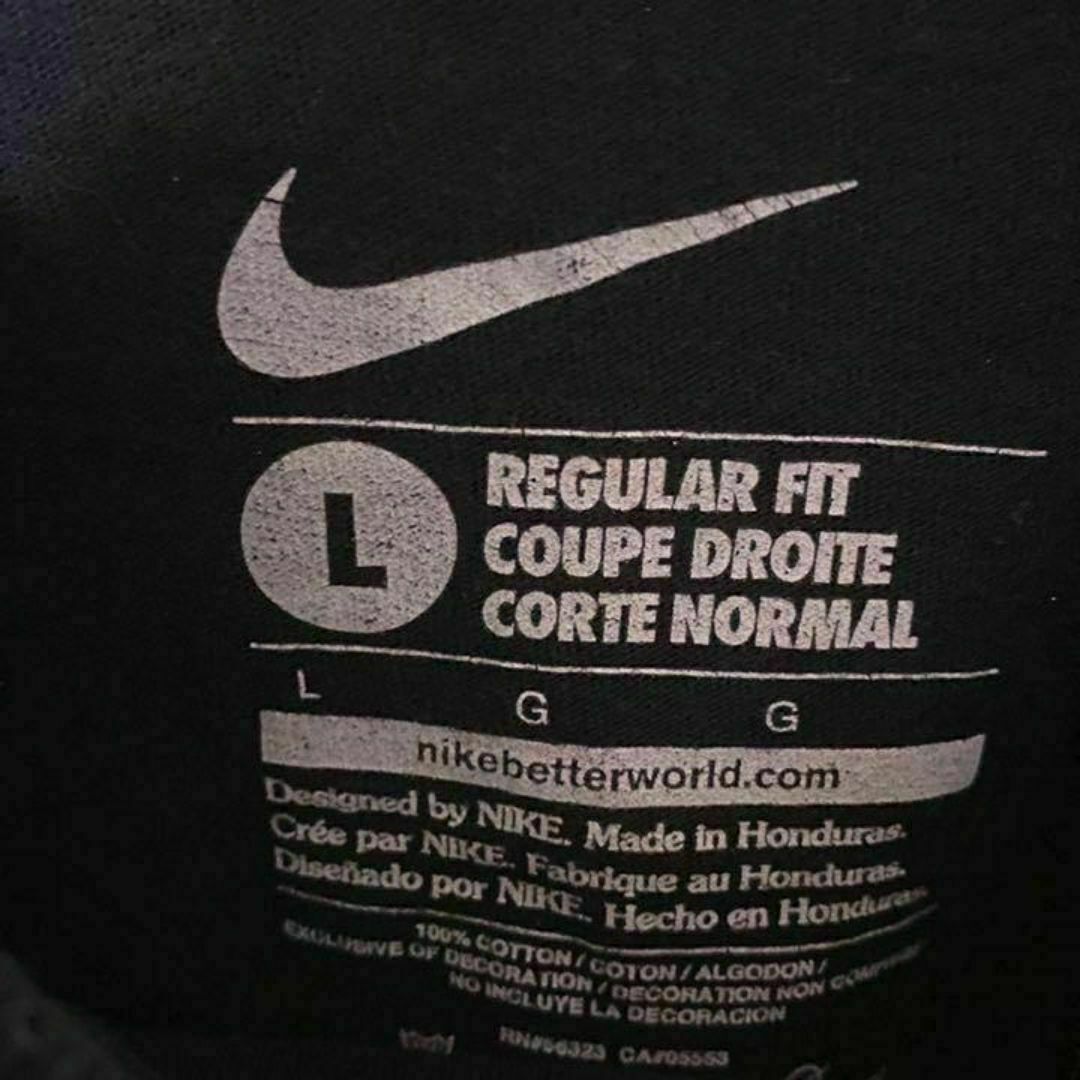 L
REGULAR FIT
COUPE DROITE
CORTE NORMAL
L G G
nikebetterworld.com
Designed by NIKE. Made in Honduras.
Crée par NIKE. Fabrique au Honduras.
Diseñado por NIKE. Hecho en Honduras.
100% COTTON / COTON / ALGODON /
EXCLUSIVE OF DECORATION / DECORATION NON
NO INCLUYE LA DECORACION
RN#56323 CA#05553